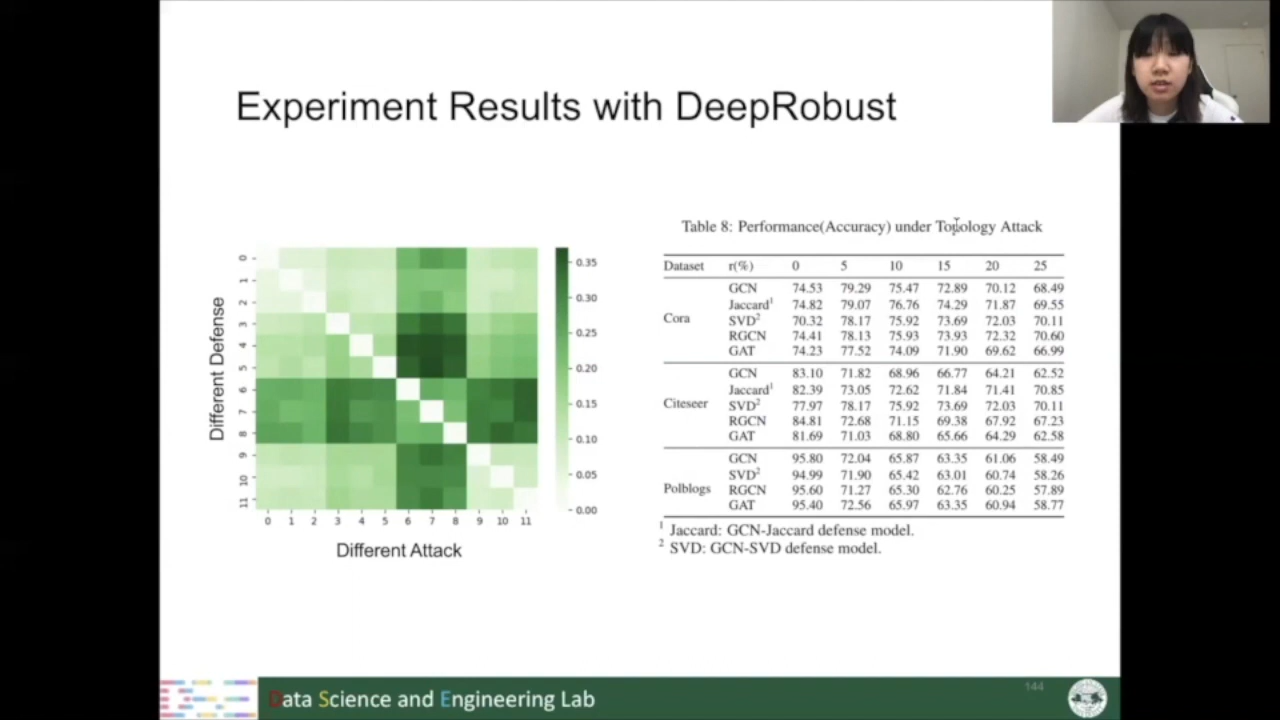 Experiment Results with DeepRobust
Different Defense
0
1
2
3
4
5
6
7
8
9
10
11
0 1 2 3 4 5 6 7 8 9 10 11
Different Attack
0.35
0.30
0.25
0.20
0.15
0.10
0.05
0.00
Table 8: Performance(Accuracy) under Topology Attack
Dataset r(%) 0 5 10 15 20 25
Cora
GCN 74.53 79.29 75.47 72.89 70.12 68.49
Jaccard1 74.82 79.07 76.76 74.29 71.87 69.55
SVD2 70.32 78.17 75.92 73.69 72.03 70.11
RGCN 74.41 78.13 75.93 73.93 72.32 70.60
GAT 74.23 77.52 74.09 71.90 69.62 66.99
Citeseer
GCN 83.10 71.82 68.96 66.77 64.21 62.52
Jaccard1 82.39 73.05 72.62 71.84 71.41 70.85
SVD2 77.97 78.17 75.92 73.69 72.03 70.11
RGCN 84.81 72.68 71.15 69.38 67.92 67.23
GAT 81.69 71.03 68.80 65.66 64.29 62.58
Polblogs
GCN 95.80 72.04 65.87 63.35 61.06 58.49
SVD2 94.99 71.90 65.42 63.01 60.74 58.26
RGCN 95.60 71.27 65.30 62.76 60.25 57.89
GAT 95.40 72.56 65.97 63.35 60.94 58.77
1 Jaccard: GCN-Jaccard defense model.
2 SVD: GCN-SVD defense model.
Data Science and Engineering Lab
144